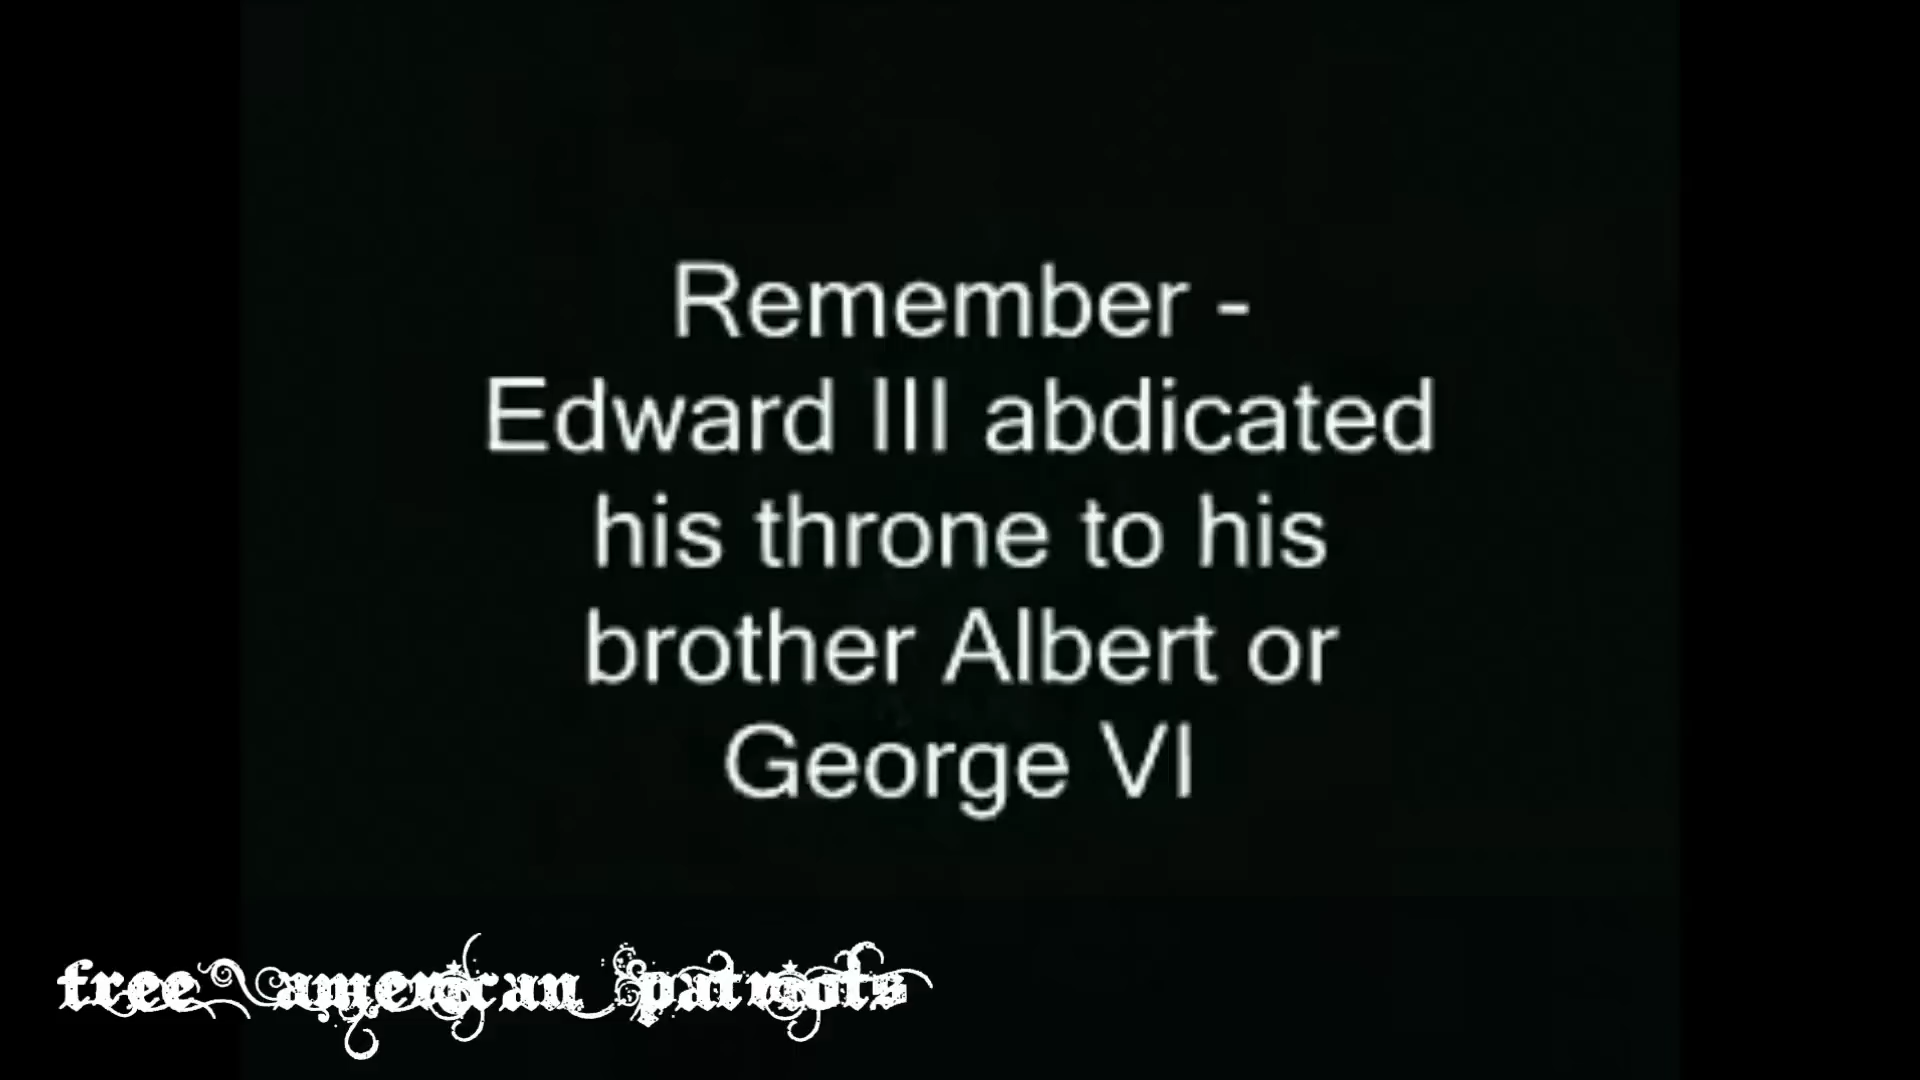 Remember -
Edward III abdicated
his throne to his
brother Albert or
George VI
free american patriots